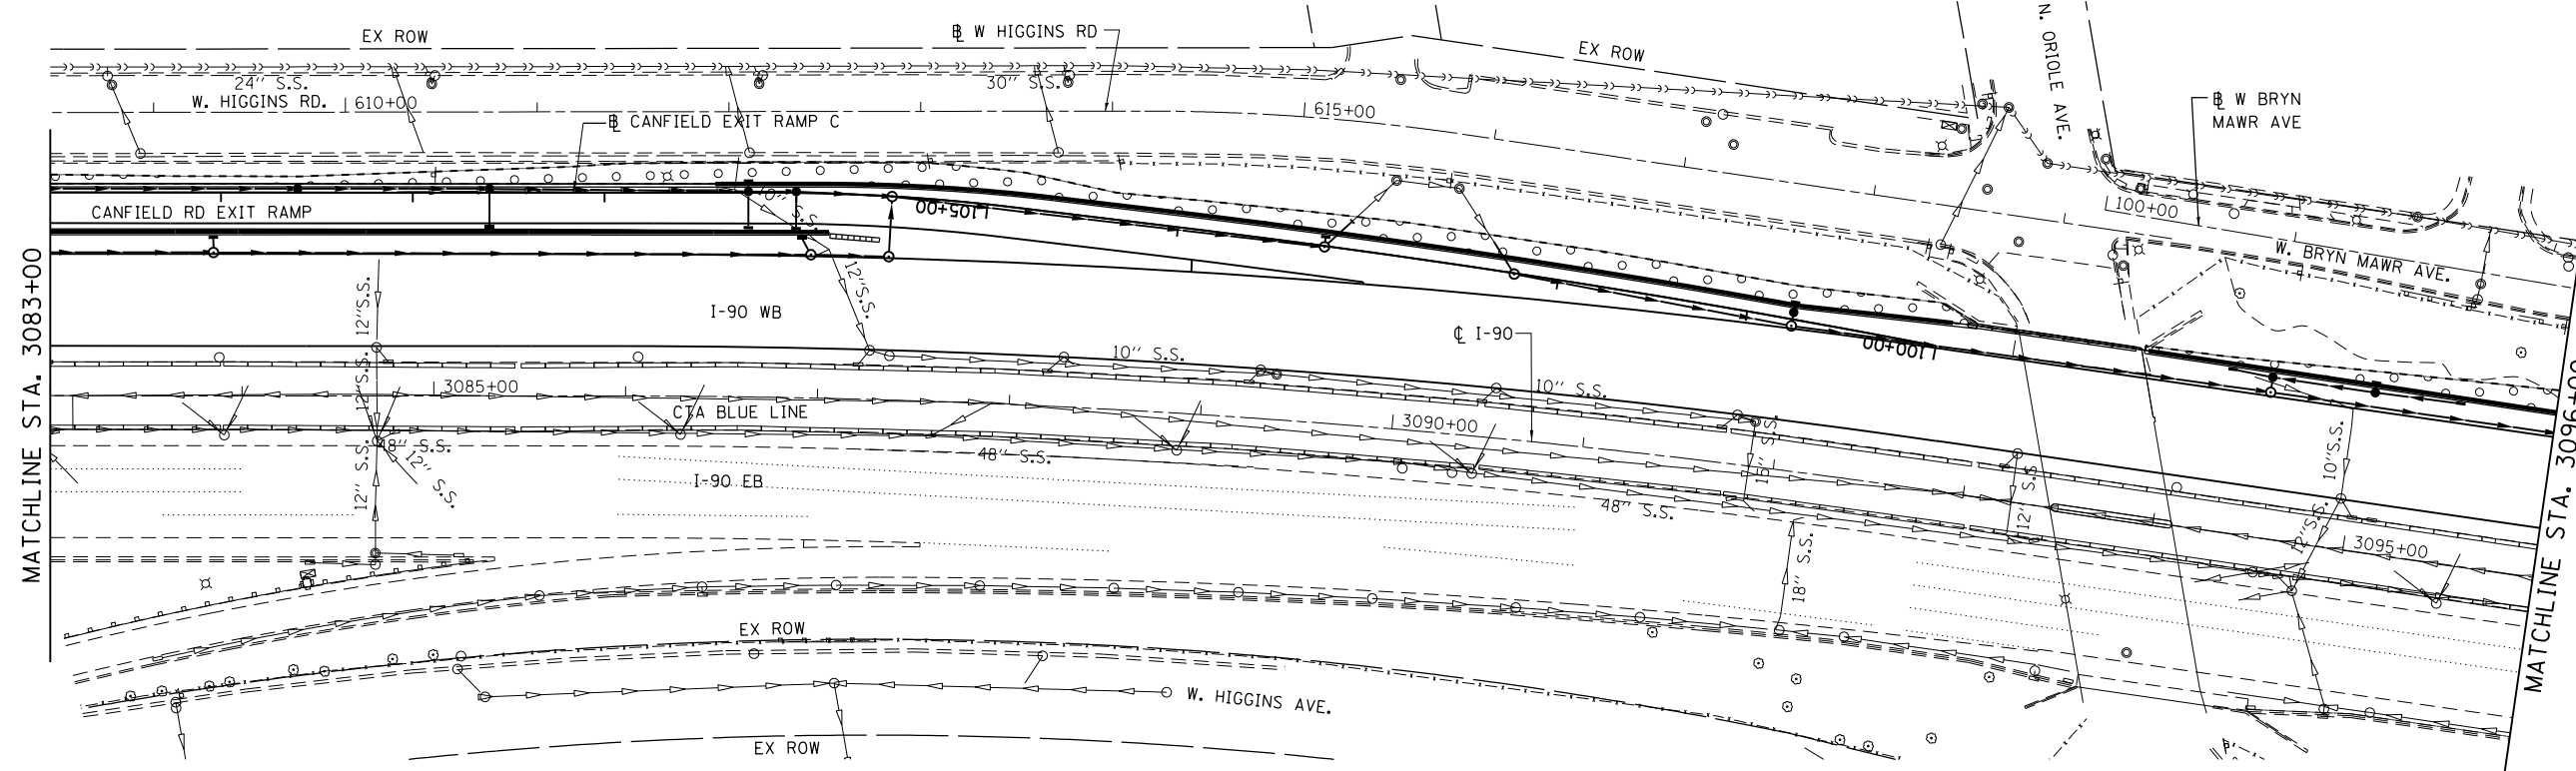 EX ROW
℄ W HIGGINS RD
EX ROW
N. ORIOLE AVE.
24" S.S.
30" S.S.
W. HIGGINS RD.
610+00
615+00
℄ W BRYN
MAWR AVE
℄ CANFIELD EXIT RAMP C
10" S.S.
CANFIELD RD EXIT RAMP
L105+00
100+00
W. BRYN MAWR AVE.
MATCHLINE STA. 3083+00
12"S.S.
12"S.S.
I-90 WB
℄ I-90
L100+00
10" S.S.
12"S.S.
3085+00
10" S.S.
CTA BLUE LINE
3090+00
48" S.S.
15" S.S.
10"S.S.
12" S.S.
8" S.S.
12" S.S.
I-90 EB
48" S.S.
12" S.S.
12"S.S.
3095+00
MATCHLINE STA. 3096+00
18" S.S.
EX ROW
W. HIGGINS AVE.
EX ROW